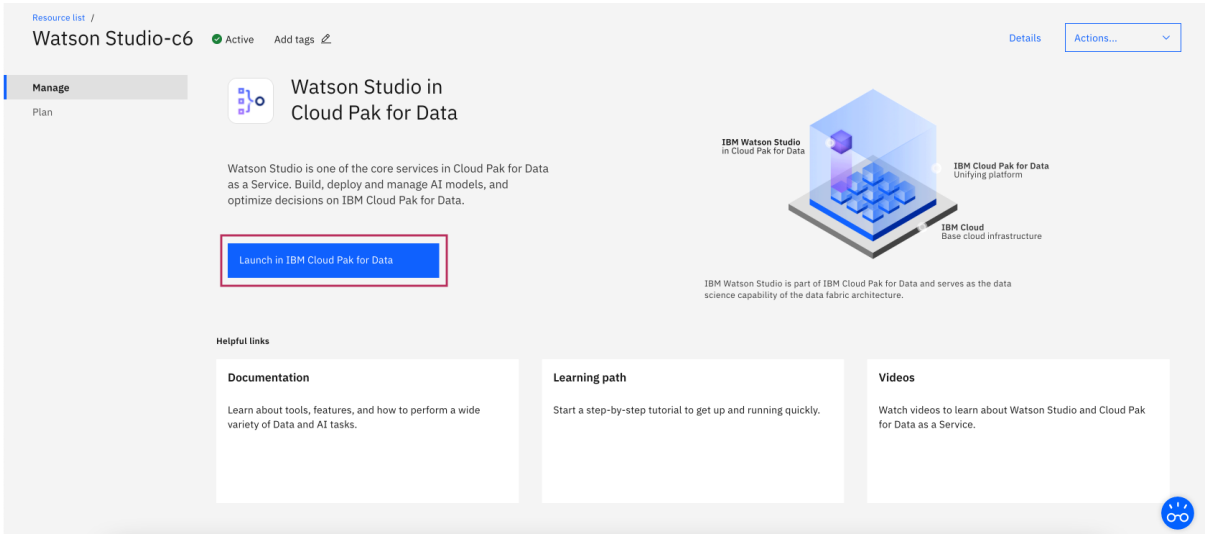 Resource list /
Watson Studio-c6
Active
Add tags
Details
Actions...
Manage
Plan
Watson Studio in
Cloud Pak for Data
Watson Studio is one of the core services in Cloud Pak for Data
as a Service. Build, deploy and manage AI models, and
optimize decisions on IBM Cloud Pak for Data.
Launch in IBM Cloud Pak for Data
IBM Watson Studio
in Cloud Pak for Data
IBM Cloud Pak for Data
Unifying platform
IBM Cloud
Base cloud infrastructure
IBM Watson Studio is part of IBM Cloud Pak for Data and serves as the data
science capability of the data fabric architecture.
Helpful links
Documentation
Learn about tools, features, and how to perform a wide
variety of Data and AI tasks.
Learning path
Start a step-by-step tutorial to get up and running quickly.
Videos
Watch videos to learn about Watson Studio and Cloud Pak
for Data as a Service.